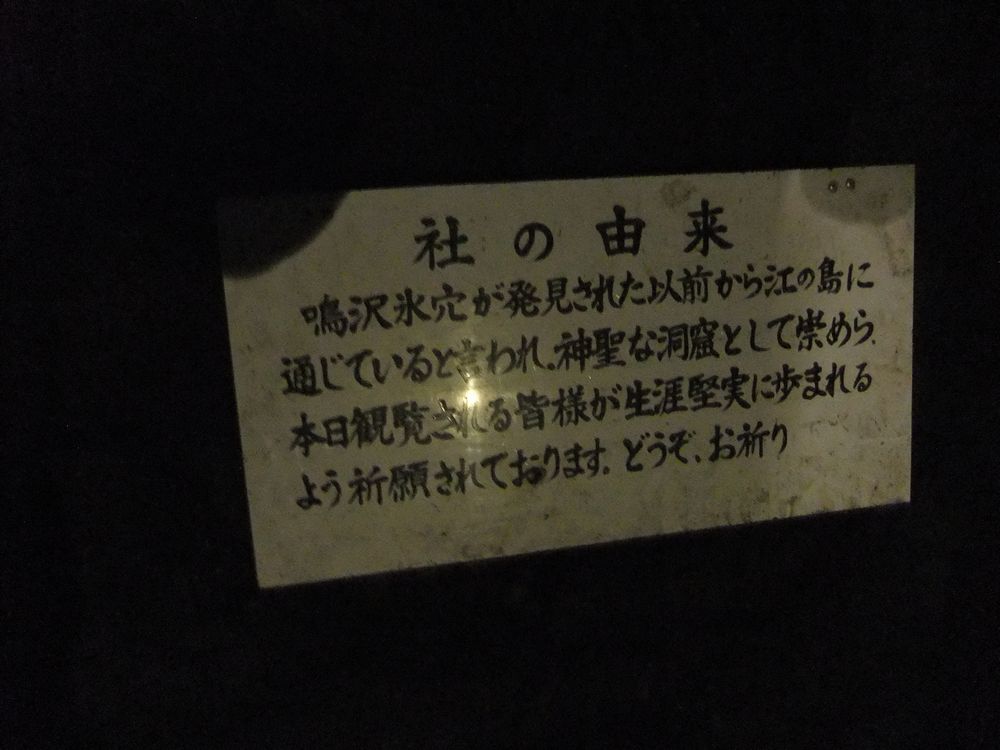 社の由来
鳴沢氷穴が発見された以前から江の島に
通じていると言われ、神聖な洞窟として崇めら、
本日観覧される皆様が生涯堅実に歩まれる
よう祈願されております。どうぞ、お祈り